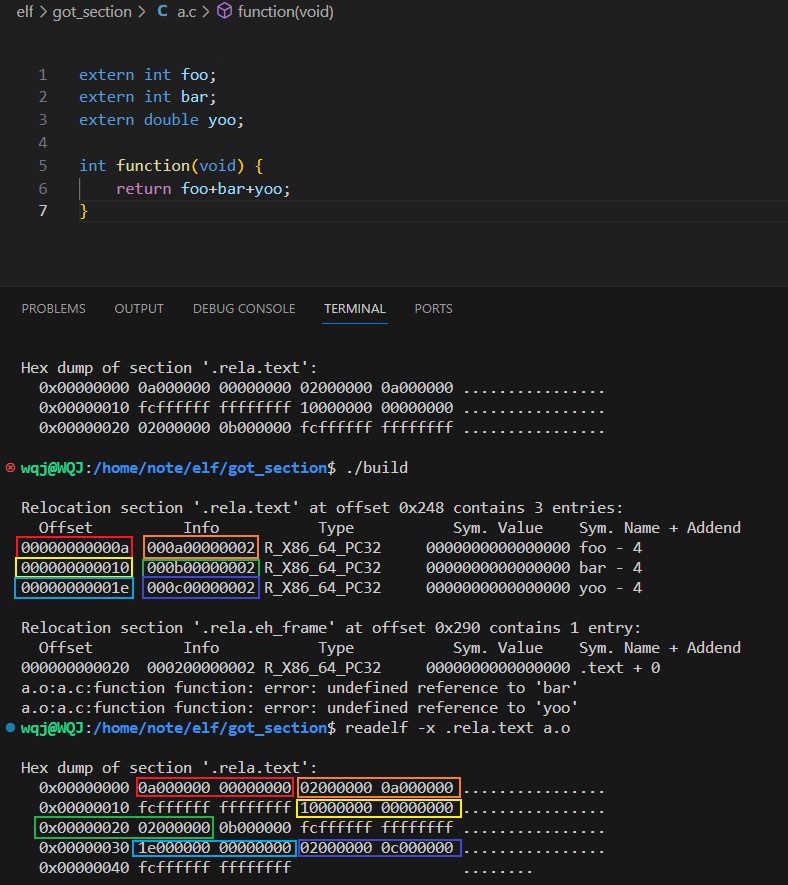 elf > got_section > C a.c > function(void)
1 extern int foo;
2 extern int bar;
3 extern double yoo;
4
5 int function(void) {
6     return foo+bar+yoo;
7 }
PROBLEMS OUTPUT DEBUG CONSOLE TERMINAL PORTS
Hex dump of section '.rela.text':
  0x00000000 0a000000 00000000 02000000 0a000000 ................
  0x00000010 fcffffff ffffffff 10000000 00000000 ................
  0x00000020 02000000 0b000000 fcffffff ffffffff ................
wqj@WQJ:/home/note/elf/got_section$ ./build
Relocation section '.rela.text' at offset 0x248 contains 3 entries:
  Offset          Info           Type           Sym. Value    Sym. Name + Addend
00000000000a  000a00000002 R_X86_64_PC32     0000000000000000 foo - 4
000000000010  000b00000002 R_X86_64_PC32     0000000000000000 bar - 4
00000000001e  000c00000002 R_X86_64_PC32     0000000000000000 yoo - 4
Relocation section '.rela.eh_frame' at offset 0x290 contains 1 entry:
  Offset          Info           Type           Sym. Value    Sym. Name + Addend
000000000020  000200000002 R_X86_64_PC32     0000000000000000 .text + 0
a.o:a.c:function function: error: undefined reference to 'bar'
a.o:a.c:function function: error: undefined reference to 'yoo'
wqj@WQJ:/home/note/elf/got_section$ readelf -x .rela.text a.o
Hex dump of section '.rela.text':
  0x00000000 0a000000 00000000 02000000 0a000000 ................
  0x00000010 fcffffff ffffffff 10000000 00000000 ................
  0x00000020 02000000 0b000000 fcffffff ffffffff ................
  0x00000030 1e000000 00000000 02000000 0c000000 ................
  0x00000040 fcffffff ffffffff                   ........